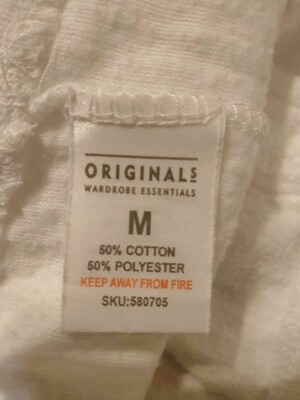 ORIGINALS
WARDROBE ESSENTIALS
M
50% COTTON
50% POLYESTER
KEEP AWAY FROM FIRE
SKU:580705